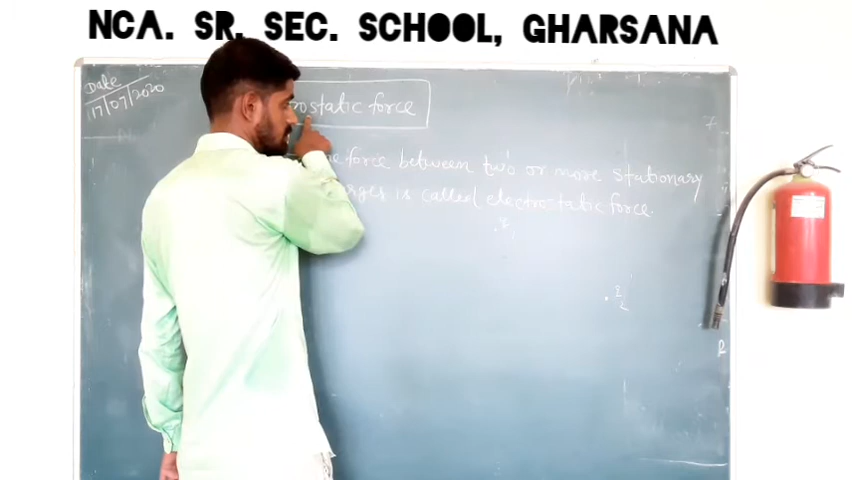 NCA. SR. SEC. SCHOOL, GHARSANA
Date
17/07/2020
ostatic force
force between two or more stationary
rges is called electrostatic force.